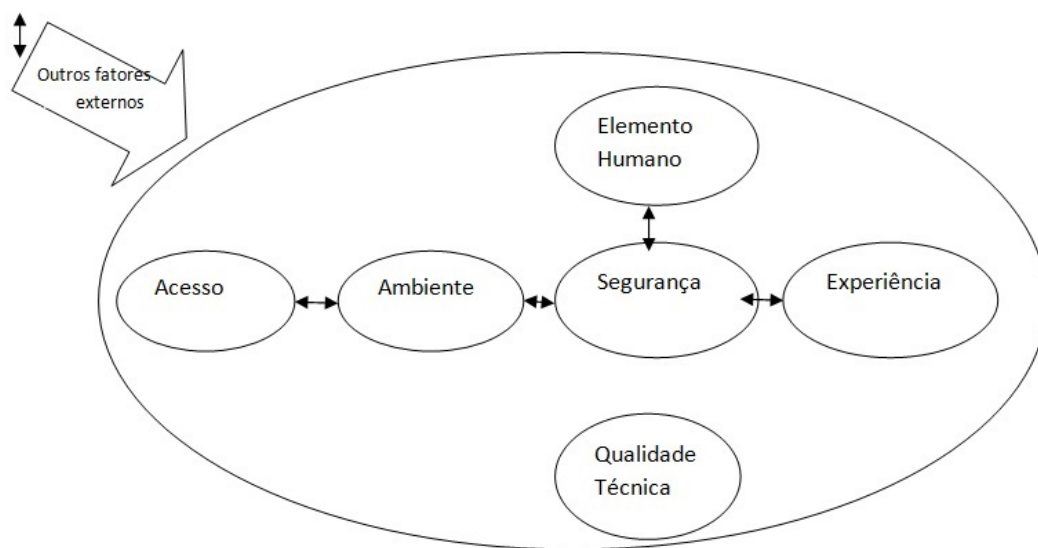 Outros fatores
externos
Elemento
Humano
Acesso
Ambiente
Segurança
Experiência
Qualidade
Técnica